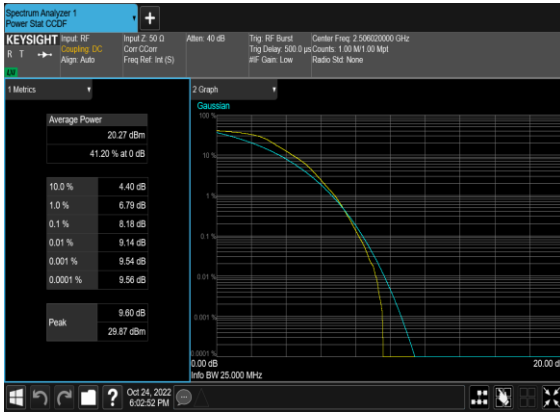 Spectrum Analyzer 1
Power Stat CCDF
+
KEYSIGHT
R T
LV
Input: RF
Coupling: DC
Align: Auto
Input Z: 50 Ω
Corr CCorr
Freq Ref: Int (S)
Atten: 40 dB
Trig: RF Burst
Trig Delay: 500.0 µs
#IF Gain: Low
Center Freq: 2.506020000 GHz
Counts: 1.00 M/1.00 Mpt
Radio Std: None
1 Metrics
Average Power
20.27 dBm
41.20 % at 0 dB
10.0 % 4.40 dB
1.0 % 6.79 dB
0.1 % 8.18 dB
0.01 % 9.14 dB
0.001 % 9.54 dB
0.0001 % 9.56 dB
Peak
9.60 dB
29.87 dBm
2 Graph
Gaussian
100 %
10 %
1 %
0.1 %
0.01 %
0.001 %
0.0001 %
0.00 dB
20.00 d
Info BW 25.000 MHz
?
Oct 24, 2022
6:02:52 PM